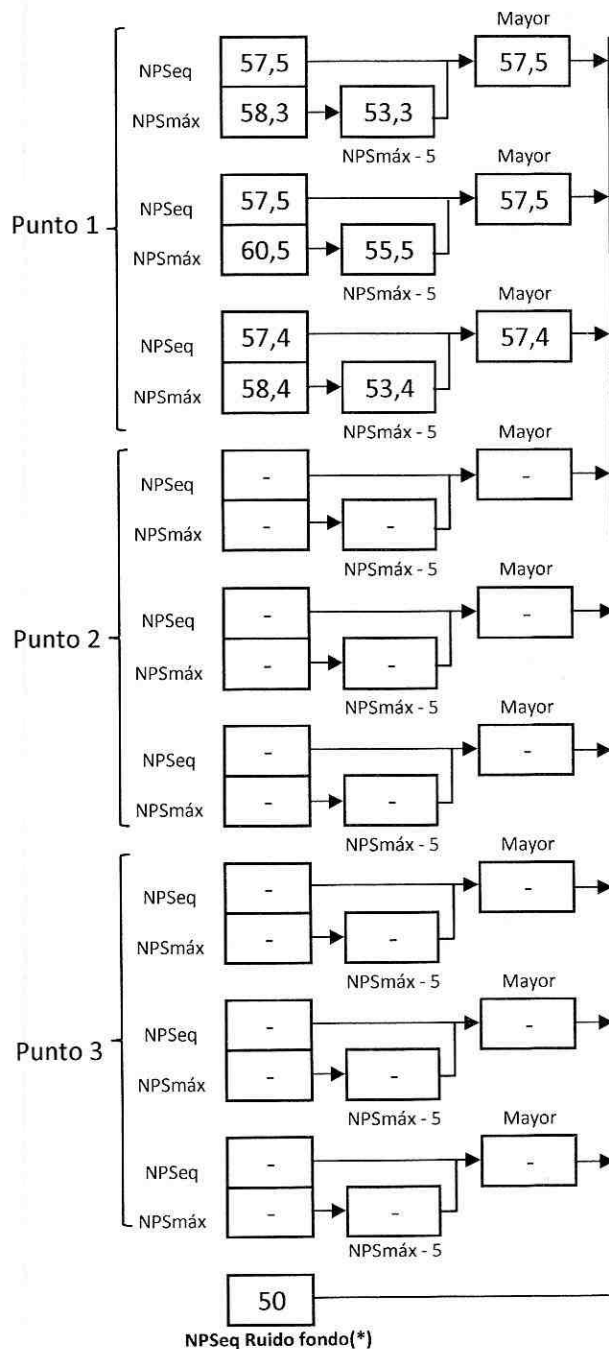 Mayor
NPSeq 57,5 57,5
NPSmáx 58,3 53,3
NPSmáx - 5
Mayor
NPSeq 57,5 57,5
Punto 1
NPSmáx 60,5 55,5
NPSmáx - 5
Mayor
NPSeq 57,4 57,4
NPSmáx 58,4 53,4
NPSmáx - 5
Mayor
NPSeq - -
NPSmáx - -
NPSmáx - 5
Mayor
NPSeq - -
Punto 2
NPSmáx - -
NPSmáx - 5
Mayor
NPSeq - -
NPSmáx - -
NPSmáx - 5
Mayor
NPSeq - -
NPSmáx - -
NPSmáx - 5
Mayor
NPSeq - -
Punto 3
NPSmáx - -
NPSmáx - 5
Mayor
NPSeq - -
NPSmáx - -
NPSmáx - 5
50
NPSeq Ruido fondo(*)